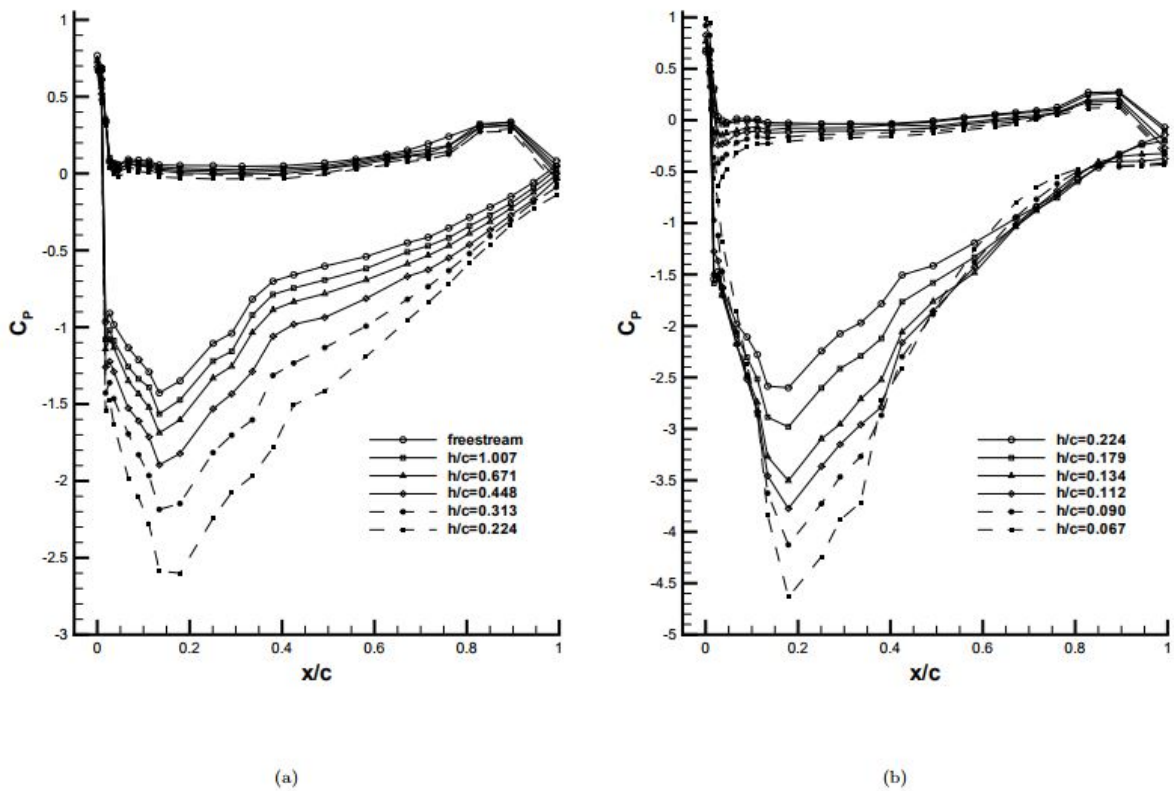 1
0.5
0
-0.5
-1
-1.5
-2
-2.5
-3
C_P
0 0.2 0.4 0.6 0.8 1
x/c
freestream
h/c=1.007
h/c=0.671
h/c=0.448
h/c=0.313
h/c=0.224
(a)
1
0.5
0
-0.5
-1
-1.5
-2
-2.5
-3
-3.5
-4
-4.5
-5
C_P
0 0.2 0.4 0.6 0.8 1
x/c
h/c=0.224
h/c=0.179
h/c=0.134
h/c=0.112
h/c=0.090
h/c=0.067
(b)